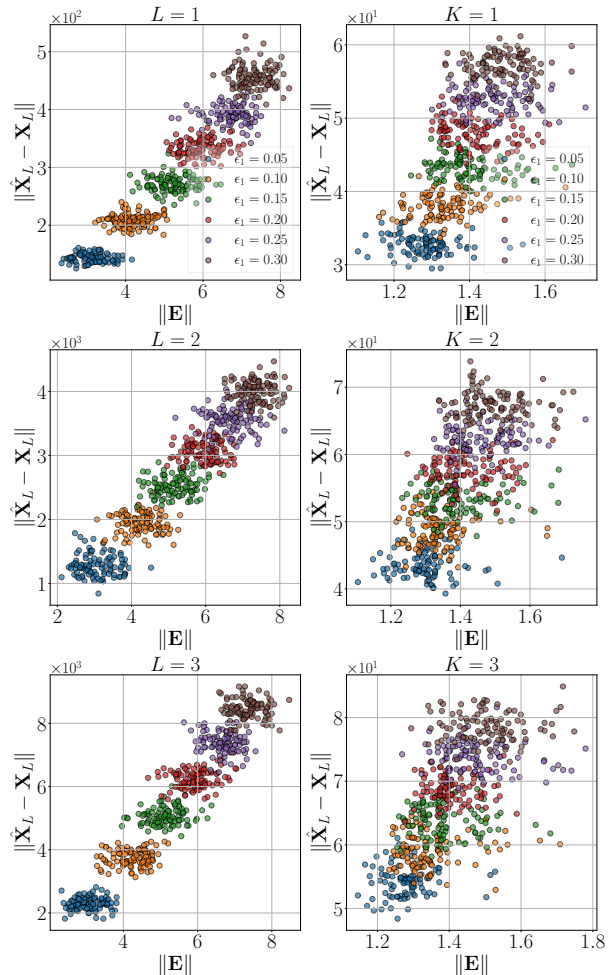 L = 1
×10²
5
4
3
2
4 6 8
‖X̂_L − X_L‖
‖E‖
ϵ₁ = 0.05
ϵ₁ = 0.10
ϵ₁ = 0.15
ϵ₁ = 0.20
ϵ₁ = 0.25
ϵ₁ = 0.30
K = 1
×10¹
6
5
4
3
1.2 1.4 1.6
‖X̂_L − X_L‖
‖E‖
ϵ₁ = 0.05
ϵ₁ = 0.10
ϵ₁ = 0.15
ϵ₁ = 0.20
ϵ₁ = 0.25
ϵ₁ = 0.30
L = 2
×10³
4
3
2
1
2 4 6 8
‖X̂_L − X_L‖
‖E‖
K = 2
×10¹
7
6
5
4
1.2 1.4 1.6
‖X̂_L − X_L‖
‖E‖
L = 3
×10³
8
6
4
2
4 6 8
‖X̂_L − X_L‖
‖E‖
K = 3
×10¹
8
7
6
5
1.2 1.4 1.6 1.8
‖X̂_L − X_L‖
‖E‖